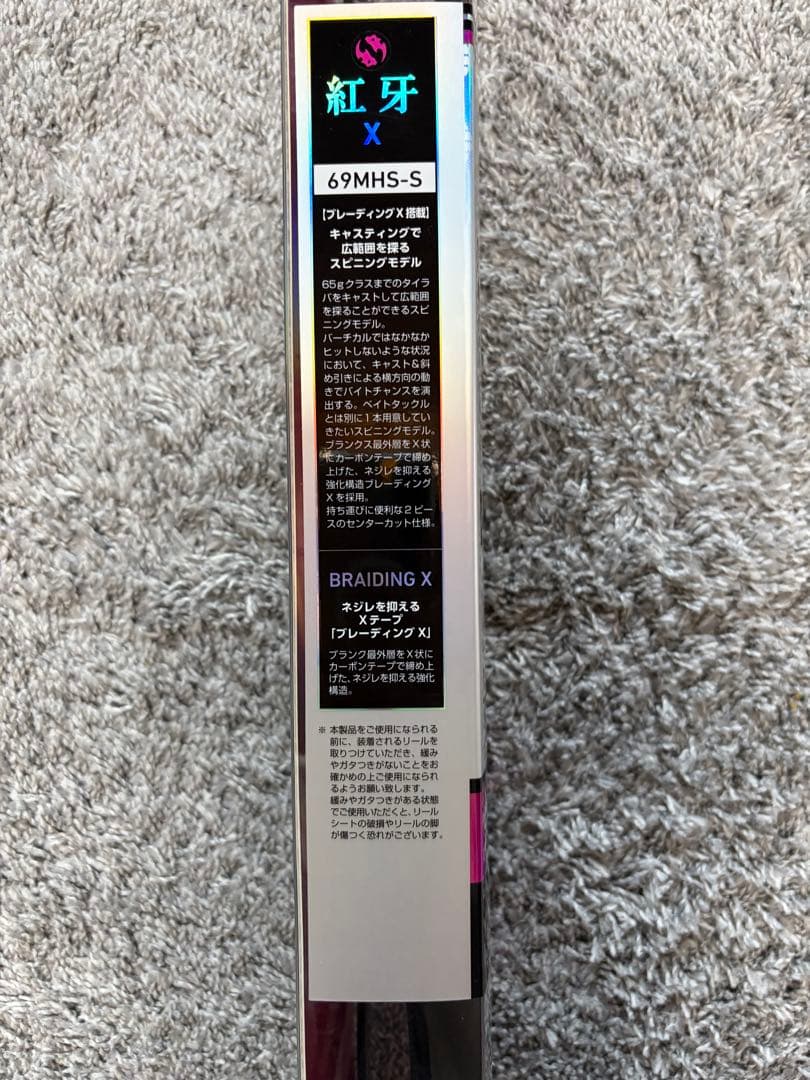 紅牙
X
69MHS-S
［ブレーディングX搭載］
キャスティングで
広範囲を探る
スピニングモデル
65gクラスまでのタイラ
バをキャストして広範囲
を探ることができるスピ
ニングモデル。
バーチカルではなかなか
ヒットしないような状況
において、キャスト&斜
め引きによる横方向の動
きでバイトチャンスを演
出する。ベイトタックル
とは別に1本用意してい
きたいスピニングモデル。
ブランクス最外層をX状
にカーボンテープで締め
上げた、ネジレを抑える
強化構造ブレーディング
Xを採用。
持ち運びに便利な2ピー
スのセンターカット仕様。
BRAIDING X
ネジレを抑える
Xテープ
「ブレーディングX」
ブランク最外層をX状に
カーボンテープで締め上
げた、ネジレを抑える強化
構造。
※ 本製品をご使用になられる
前に、装着されるリールを
取りつけていただき、緩み
やガタつきがないことをお
確かめの上ご使用になられ
るようお願い致します。
緩みやガタつきがある状態
でご使用いただくと、リール
シートの破損やリールの脚
が傷つく恐れがございます。